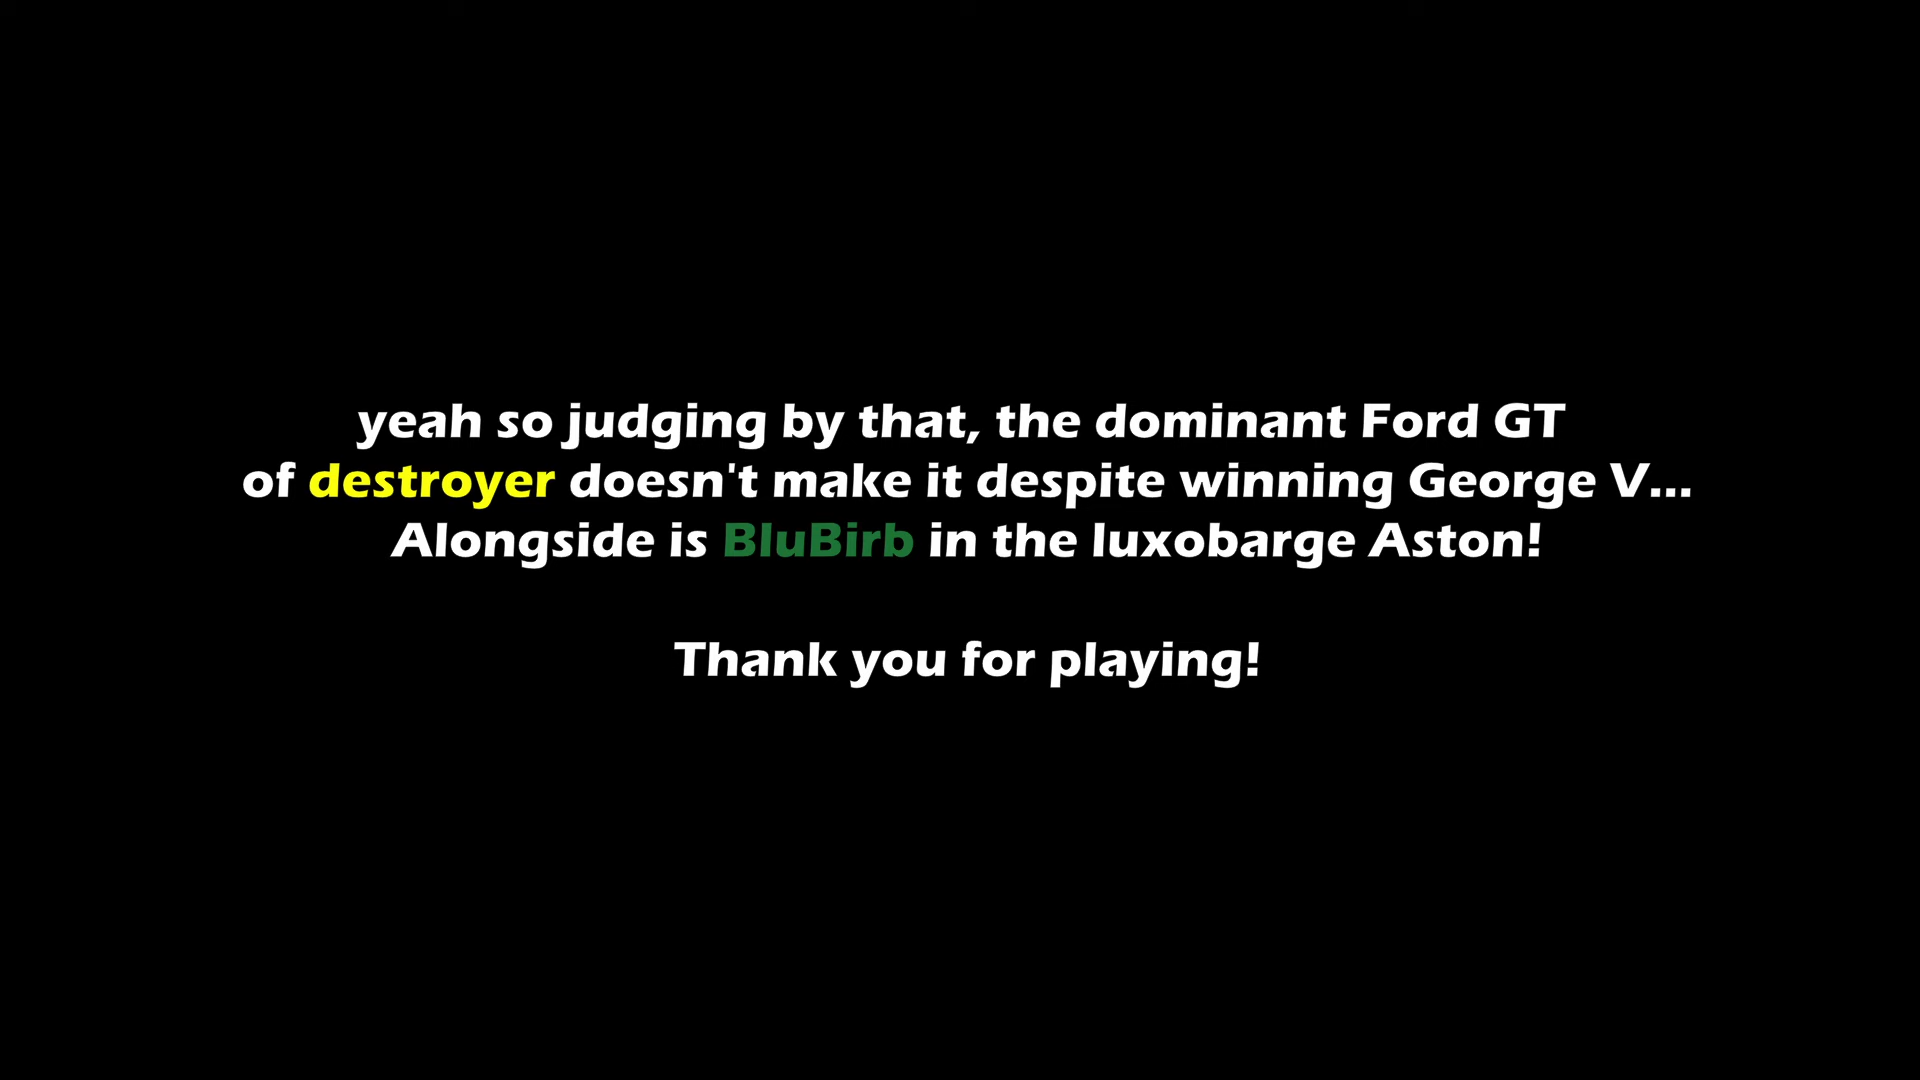 yeah so judging by that, the dominant Ford GT
of destroyer doesn't make it despite winning George V...
Alongside is BluBirb in the luxobarge Aston!
Thank you for playing!